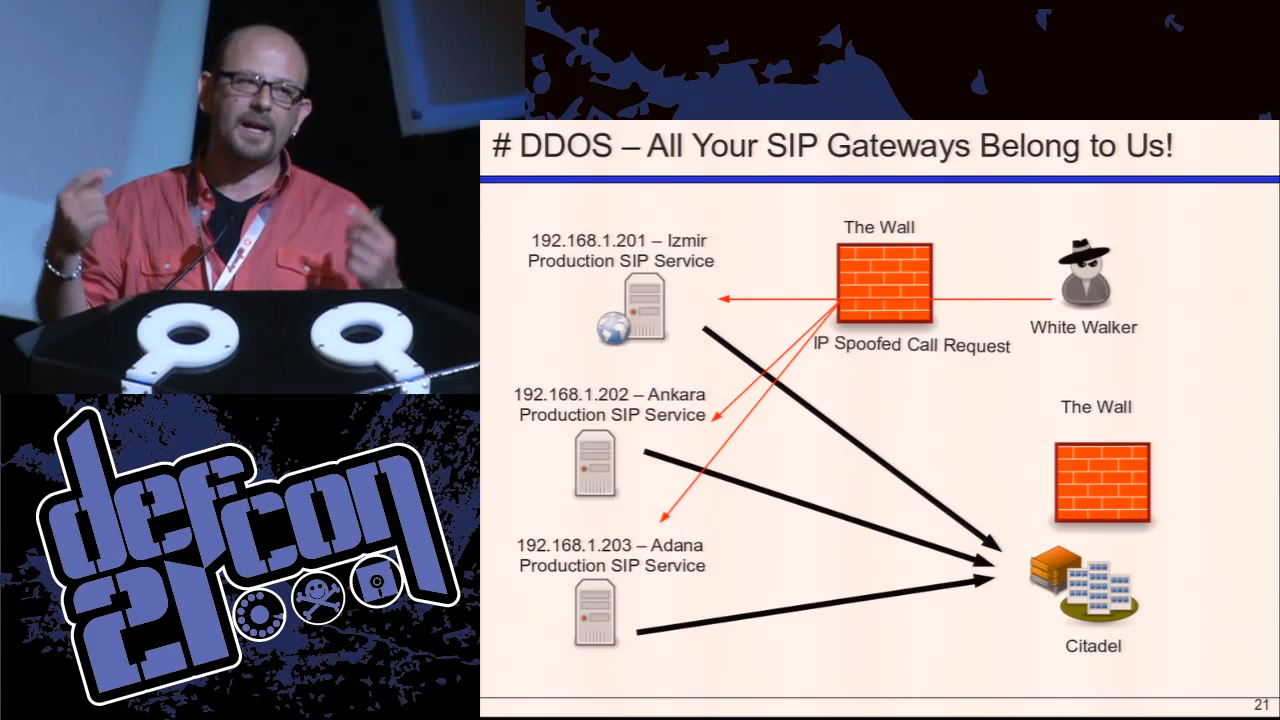 # DDOS – All Your SIP Gateways Belong to Us!
192.168.1.201 – Izmir
Production SIP Service
The Wall
White Walker
IP Spoofed Call Request
192.168.1.202 – Ankara
Production SIP Service
The Wall
192.168.1.203 – Adana
Production SIP Service
Citadel
21
defcon
21